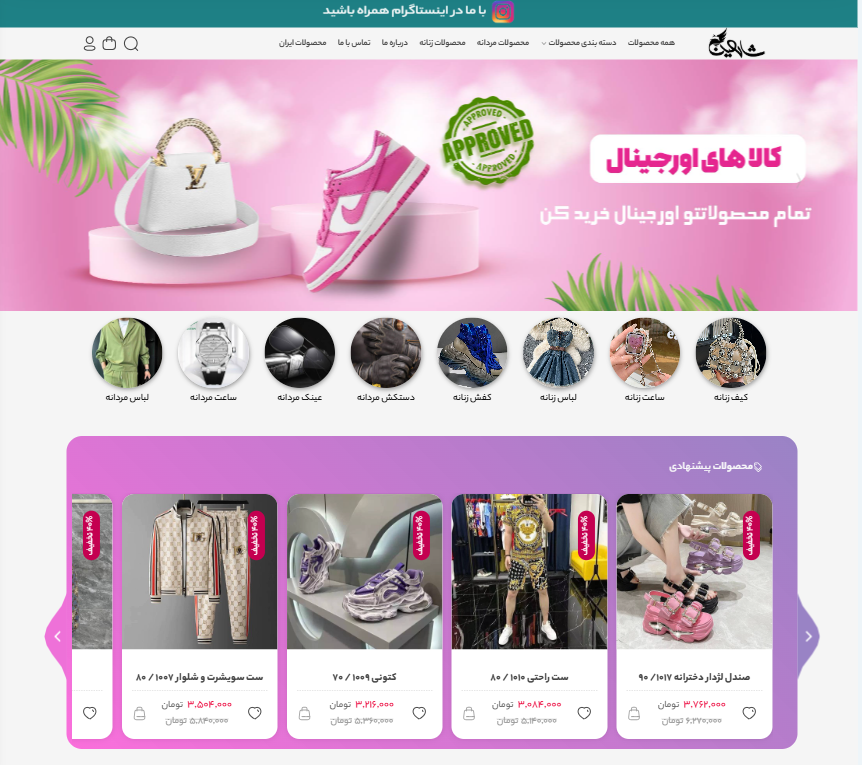 با ما در اینستاگرام همراه باشید
همه محصولات
دسته بندی محصولات
محصولات مردانه
محصولات زنانه
درباره ما
تماس با ما
محصولات ایران
APPROVED
APPROVED
APPROVED
LV
کالا های اورجینال
تمام محصولاتتو اورجینال خرید کن
کیف زنانه
ساعت زنانه
لباس زنانه
کفش زنانه
دستکش مردانه
عینک مردانه
ساعت مردانه
لباس مردانه
محصولات پیشنهادی
۴۰% تخفیف
صندل لژدار دخترانه ۱۰۱۷/ ۹۰
۳.۷۶۲.۰۰۰ تومان
۶.۲۷۰.۰۰۰ تومان
۴۰% تخفیف
ست راحتی ۱۰۱۰ / ۸۰
۳.۰۸۴.۰۰۰ تومان
۵.۱۴۰.۰۰۰ تومان
۴۰% تخفیف
کتونی ۱۰۰۹ / ۷۰
۳.۲۱۶.۰۰۰ تومان
۵.۳۶۰.۰۰۰ تومان
۴۰% تخفیف
ست سویشرت و شلوار ۱۰۰۷ / ۸۰
۳.۵۰۴.۰۰۰ تومان
۵.۸۴۰.۰۰۰ تومان
۴۰% تخفیف